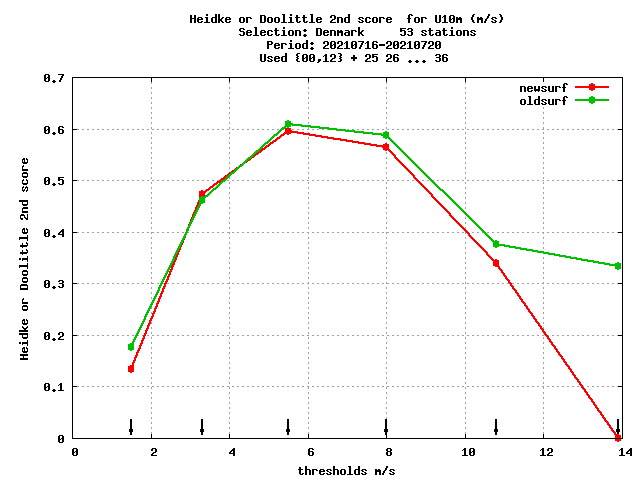 Heidke or Doolittle 2nd score  for U10m (m/s)
Selection: Denmark     53 stations
Period: 20210716-20210720
Used {00,12} + 25 26 ... 36
newsurf
oldsurf
Heidke or Doolittle 2nd score
0.7
0.6
0.5
0.4
0.3
0.2
0.1
0
0 2 4 6 8 10 12 14
thresholds m/s